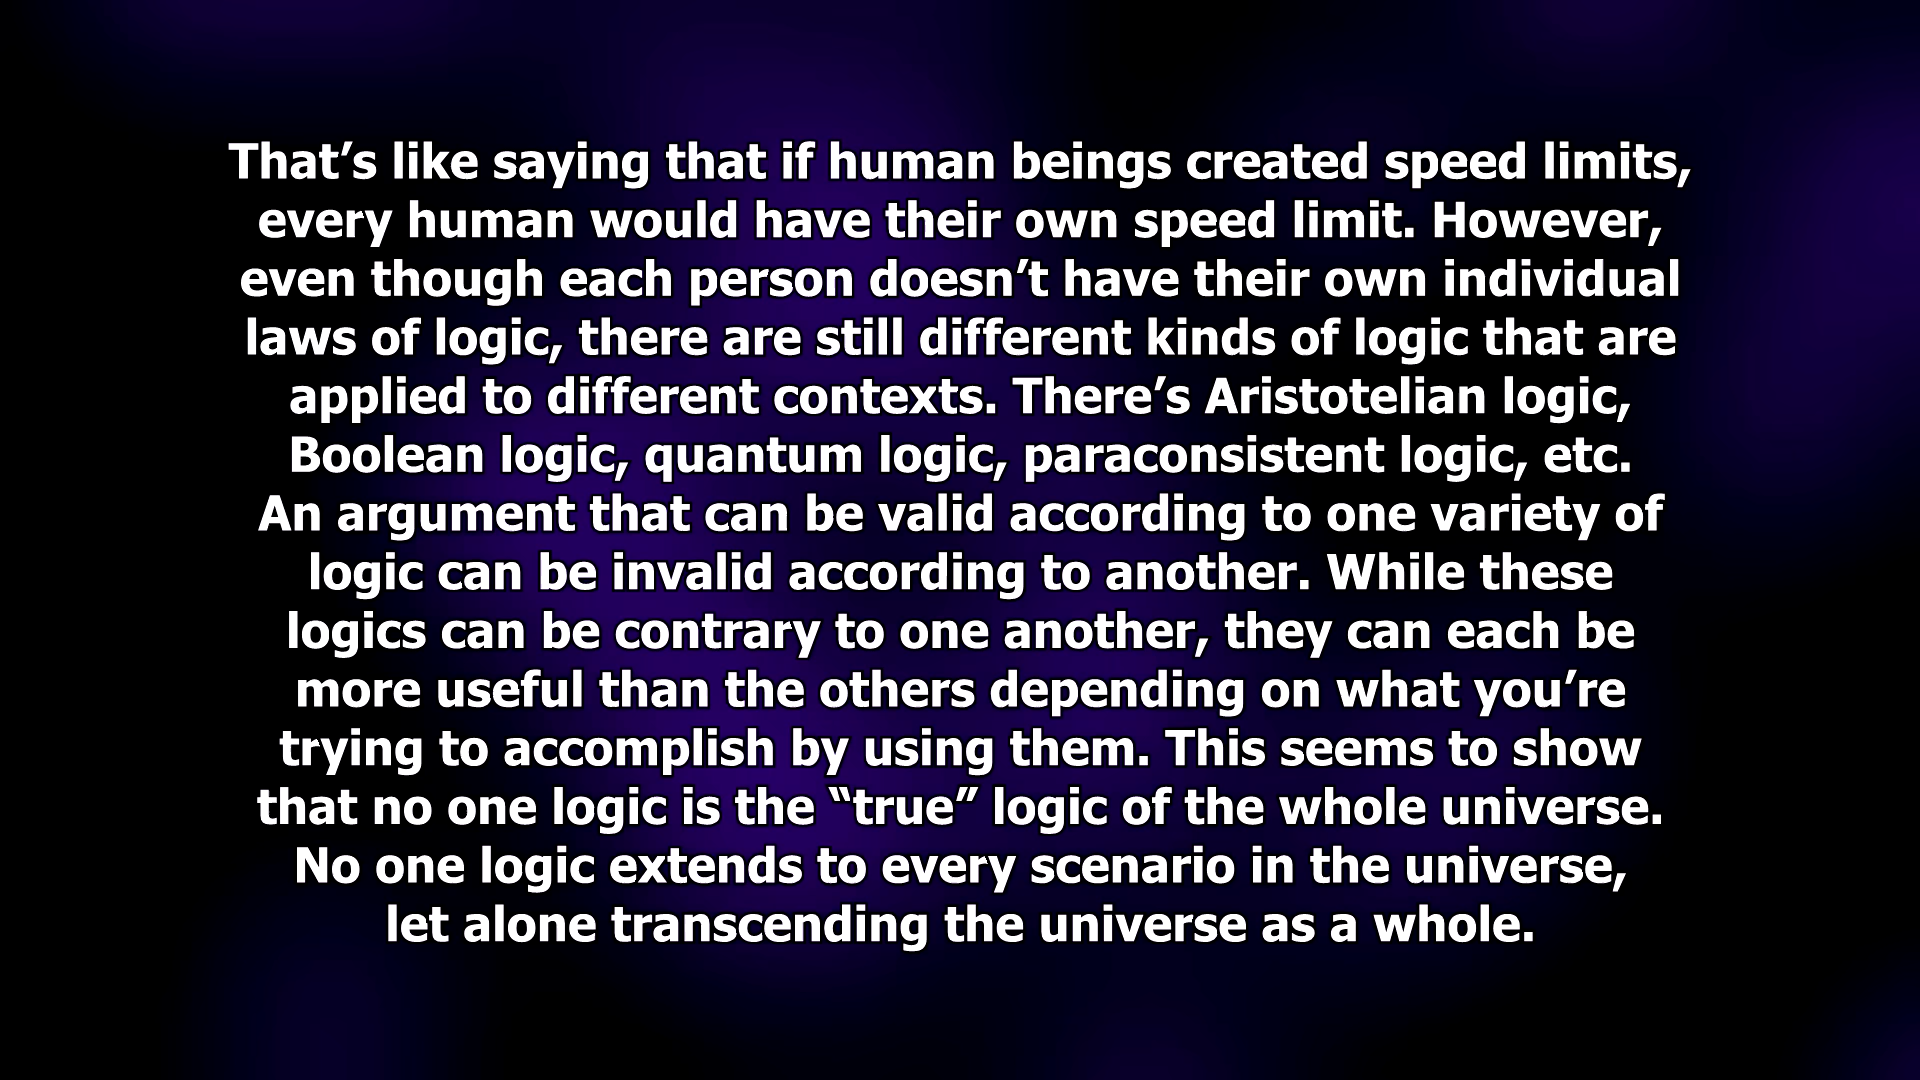 That’s like saying that if human beings created speed limits,
every human would have their own speed limit. However,
even though each person doesn’t have their own individual
laws of logic, there are still different kinds of logic that are
applied to different contexts. There’s Aristotelian logic,
Boolean logic, quantum logic, paraconsistent logic, etc.
An argument that can be valid according to one variety of
logic can be invalid according to another. While these
logics can be contrary to one another, they can each be
more useful than the others depending on what you’re
trying to accomplish by using them. This seems to show
that no one logic is the “true” logic of the whole universe.
No one logic extends to every scenario in the universe,
let alone transcending the universe as a whole.